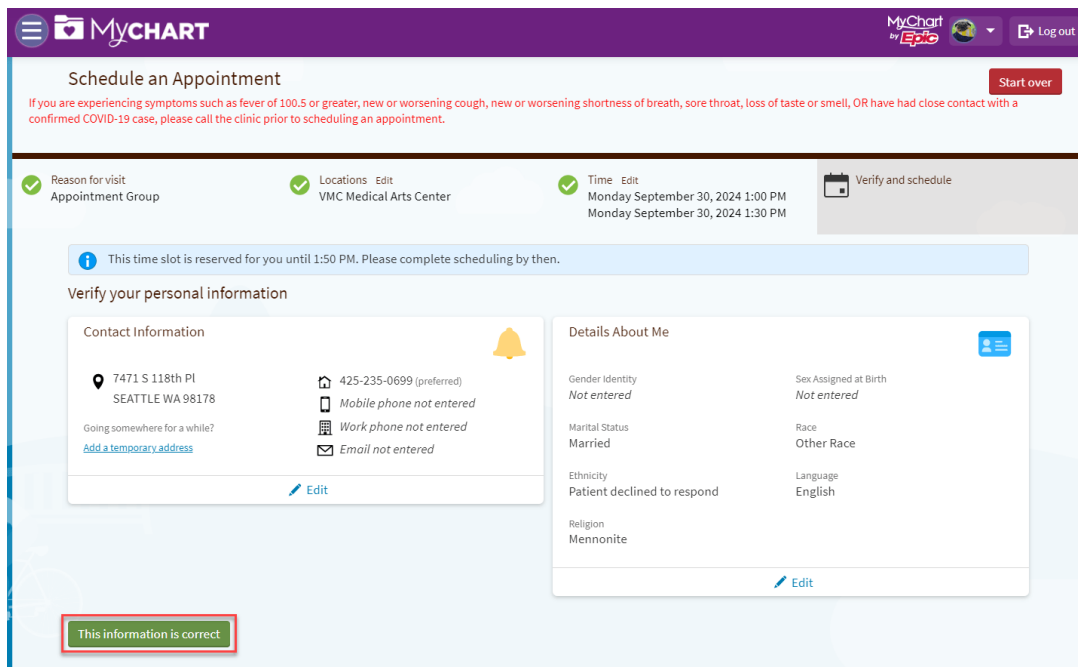 MyCHART
MyChart
by Epic
Log out
Schedule an Appointment
Start over
If you are experiencing symptoms such as fever of 100.5 or greater, new or worsening cough, new or worsening shortness of breath, sore throat, loss of taste or smell, OR have had close contact with a
confirmed COVID-19 case, please call the clinic prior to scheduling an appointment.
Reason for visit
Appointment Group
Locations Edit
VMC Medical Arts Center
Time Edit
Monday September 30, 2024 1:00 PM
Monday September 30, 2024 1:30 PM
Verify and schedule
This time slot is reserved for you until 1:50 PM. Please complete scheduling by then.
Verify your personal information
Contact Information
7471 S 118th Pl
SEATTLE WA 98178
Going somewhere for a while?
Add a temporary address
425-235-0699 (preferred)
Mobile phone not entered
Work phone not entered
Email not entered
Edit
Details About Me
Gender Identity
Not entered
Sex Assigned at Birth
Not entered
Marital Status
Married
Race
Other Race
Ethnicity
Patient declined to respond
Language
English
Religion
Mennonite
Edit
This information is correct